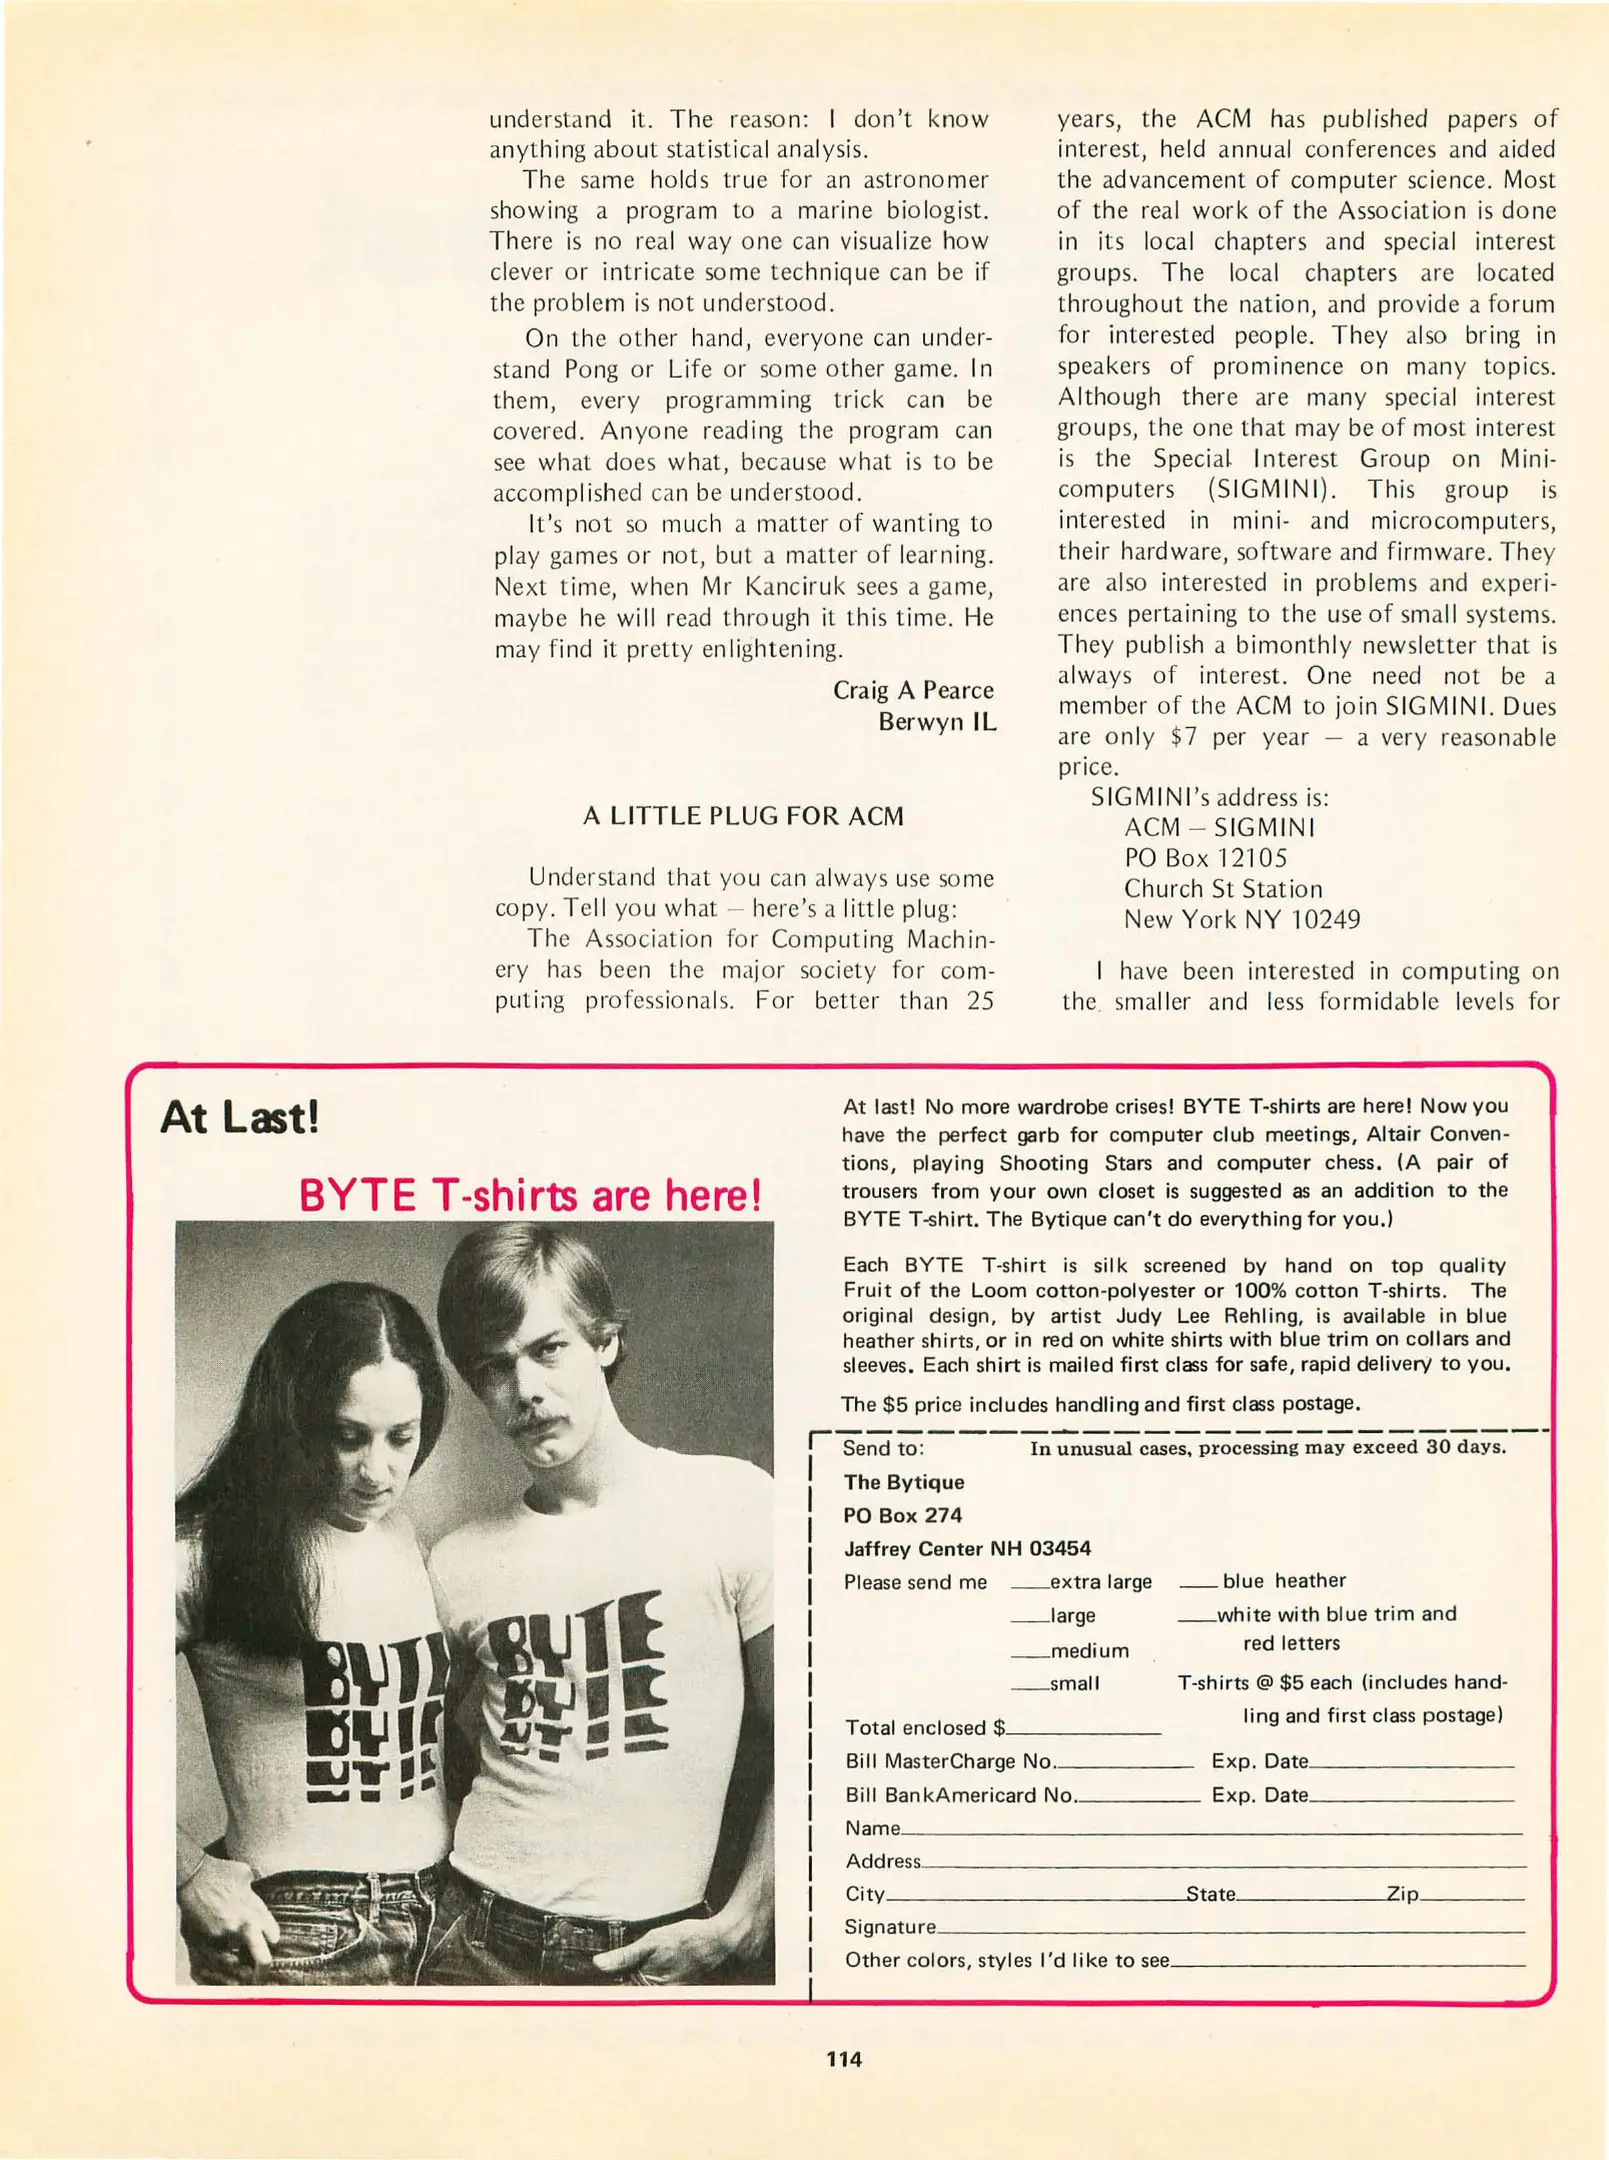 understand it. The reason: I don't know
anything about statistical analysis.
The same holds true for an astronomer
showing a program to a marine biologist.
There is no real way one can visualize how
clever or intricate some technique can be if
the problem is not understood.
On the other hand, everyone can under-
stand Pong or Life or some other game. In
them, every programming trick can be
covered. Anyone reading the program can
see what does what, because what is to be
accomplished can be understood.
It's not so much a matter of wanting to
play games or not, but a matter of learning.
Next time, when Mr Kanciruk sees a game,
maybe he will read through it this time. He
may find it pretty enlightening.
Craig A Pearce
Berwyn IL
A LITTLE PLUG FOR ACM
Understand that you can always use some
copy. Tell you what — here's a little plug:
The Association for Computing Machin-
ery has been the major society for com-
puting professionals. For better than 25
years, the ACM has published papers of
interest, held annual conferences and aided
the advancement of computer science. Most
of the real work of the Association is done
in its local chapters and special interest
groups. The local chapters are located
throughout the nation, and provide a forum
for interested people. They also bring in
speakers of prominence on many topics.
Although there are many special interest
groups, the one that may be of most interest
is the Special Interest Group on Mini-
computers (SIGMINI). This group is
interested in mini- and microcomputers,
their hardware, software and firmware. They
are also interested in problems and experi-
ences pertaining to the use of small systems.
They publish a bimonthly newsletter that is
always of interest. One need not be a
member of the ACM to join SIGMINI. Dues
are only $7 per year — a very reasonable
price.
SIGMINI's address is:
ACM — SIGMINI
PO Box 12105
Church St Station
New York NY 10249
I have been interested in computing on
the smaller and less formidable levels for
At Last!
BYTE T-shirts are here!
BYTE
BYTE
At last! No more wardrobe crises! BYTE T-shirts are here! Now you
have the perfect garb for computer club meetings, Altair Conven-
tions, playing Shooting Stars and computer chess. (A pair of
trousers from your own closet is suggested as an addition to the
BYTE T-shirt. The Bytique can't do everything for you.)
Each BYTE T-shirt is silk screened by hand on top quality
Fruit of the Loom cotton-polyester or 100% cotton T-shirts. The
original design, by artist Judy Lee Rehling, is available in blue
heather shirts, or in red on white shirts with blue trim on collars and
sleeves. Each shirt is mailed first class for safe, rapid delivery to you.
The $5 price includes handling and first class postage.
Send to: In unusual cases, processing may exceed 30 days.
The Bytique
PO Box 274
Jaffrey Center NH 03454
Please send me ___extra large ___ blue heather
___large ___white with blue trim and
___medium red letters
___small T-shirts @ $5 each (includes hand-
ling and first class postage)
Total enclosed $___
Bill MasterCharge No.___ Exp. Date___
Bill BankAmericard No.___ Exp. Date___
Name___
Address___
City___State___Zip___
Signature___
Other colors, styles I'd like to see___
114